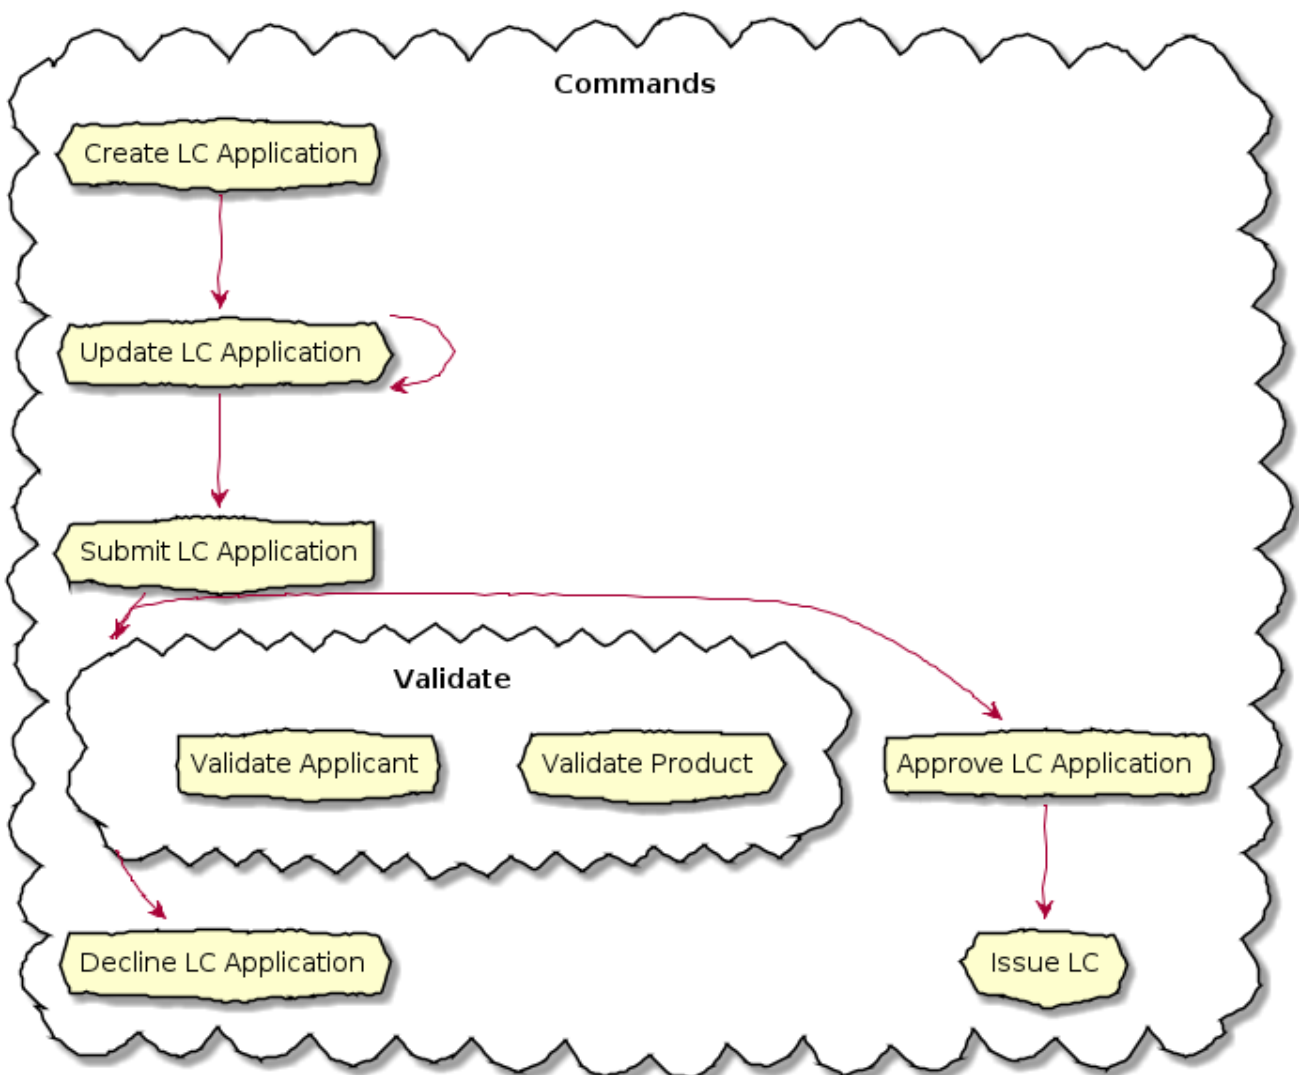 Commands
Create LC Application
Update LC Application
Submit LC Application
Validate
Validate Applicant
Validate Product
Approve LC Application
Decline LC Application
Issue LC